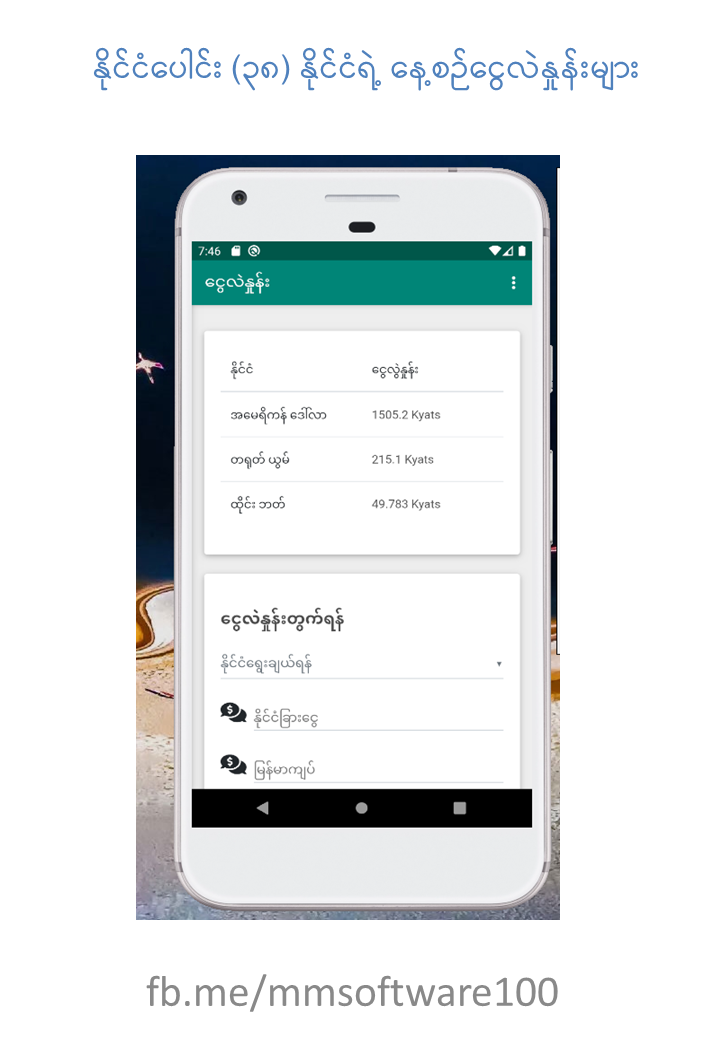 နိုင်ငံပေါင်း (၃၈) နိုင်ငံရဲ့ နေ့စဉ်ငွေလဲနှုန်းများ
7:46
ငွေလဲနှုန်း
နိုင်ငံ ငွေလွဲနှုန်း
အမေရိကန် ဒေါ်လာ 1505.2 Kyats
တရုတ် ယွမ် 215.1 Kyats
ထိုင်း ဘတ် 49.783 Kyats
ငွေလဲနှုန်းတွက်ရန်
နိုင်ငံရွေးချယ်ရန်
နိုင်ငံခြားငွေ
မြန်မာကျပ်
fb.me/mmsoftware100